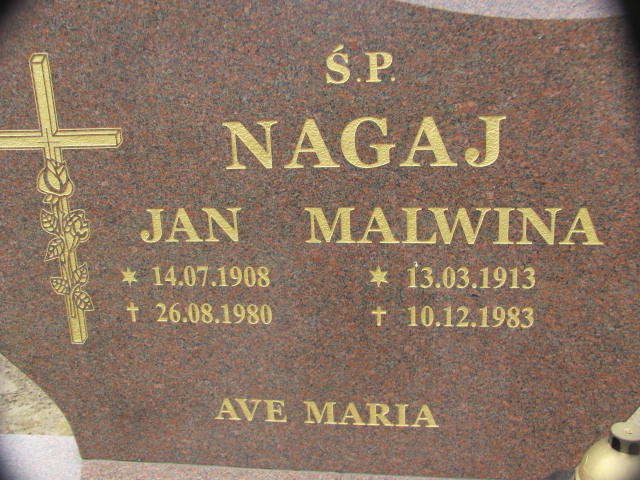 Ś.P.
NAGAJ
JAN MALWINA
✶ 14.07.1908 ✶ 13.03.1913
† 26.08.1980 † 10.12.1983
AVE MARIA